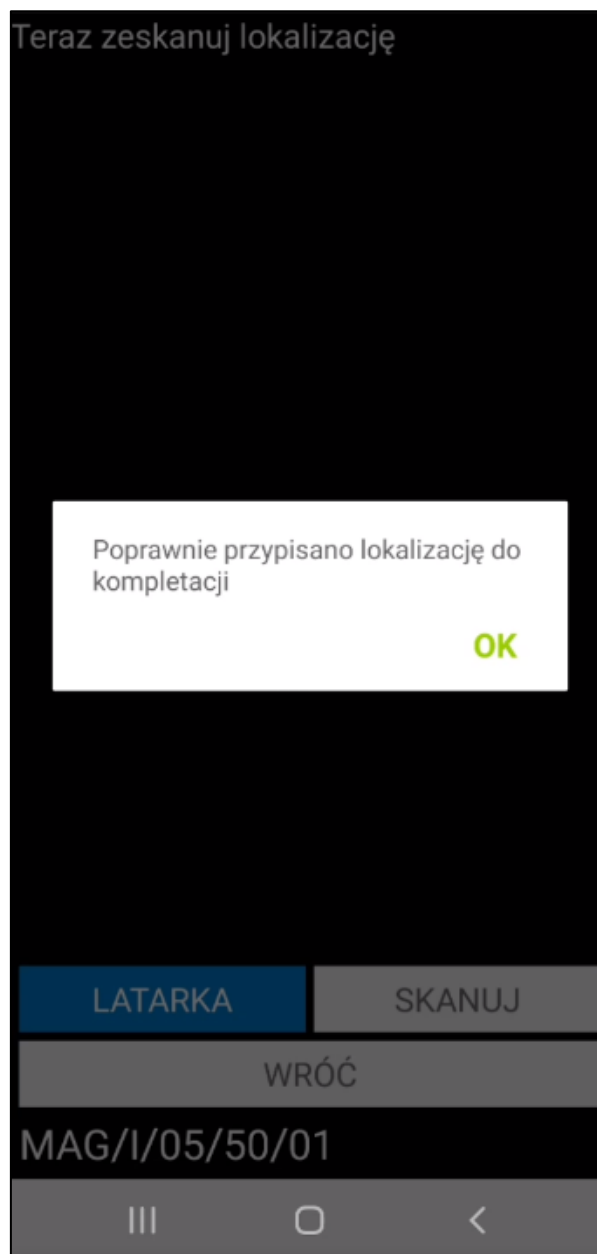 Teraz zeskanuj lokalizację
Poprawnie przypisano lokalizację do
kompletacji
OK
LATARKA
SKANUJ
WRÓĆ
MAG/I/05/50/01